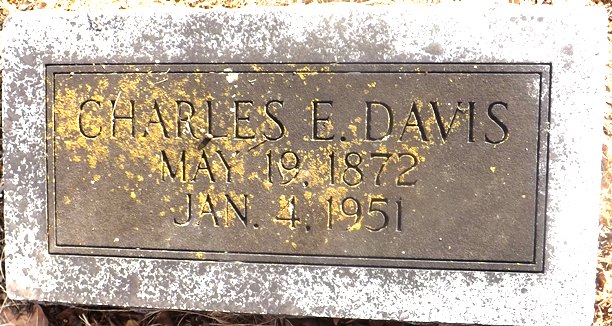 CHARLES E. DAVIS
MAY 19, 1872
JAN. 4, 1951